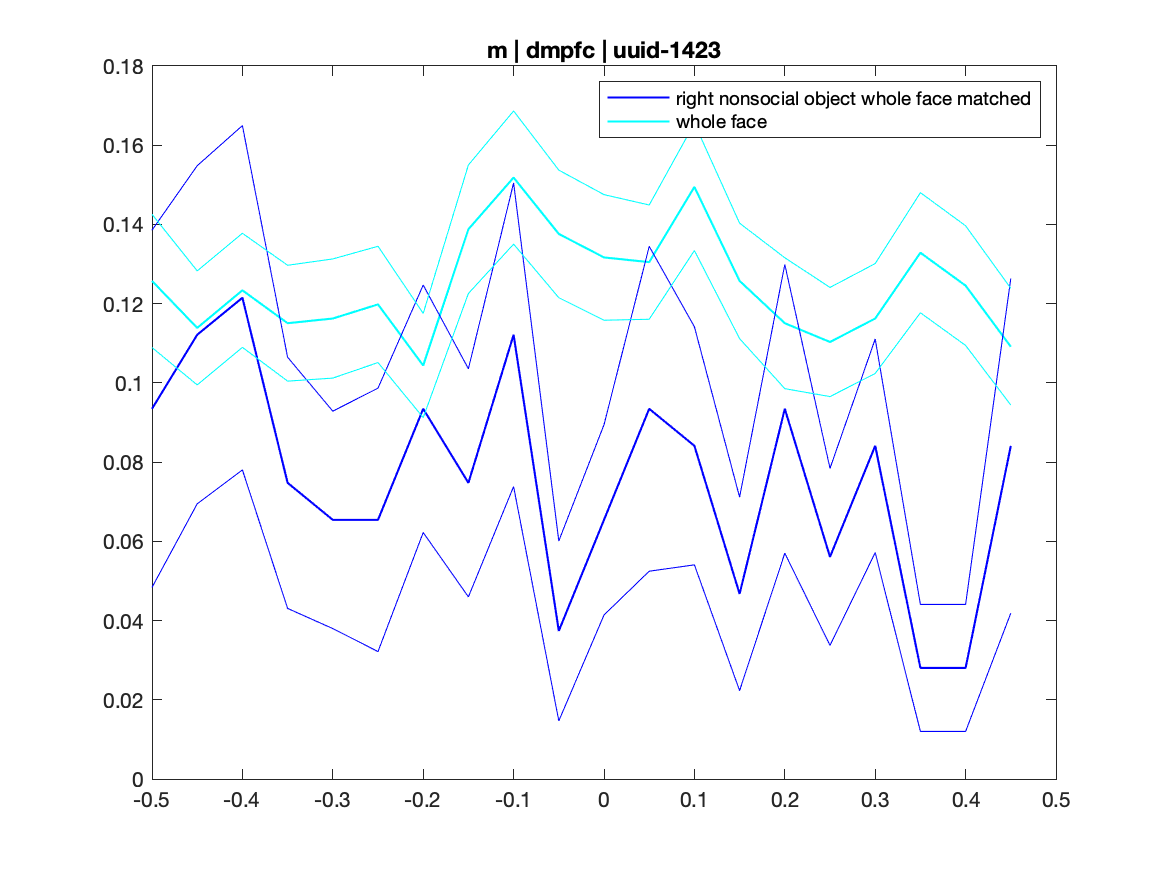 m | dmpfc | uuid-1423
0.18
0.16
0.14
0.12
0.1
0.08
0.06
0.04
0.02
0
right nonsocial object whole face matched
whole face
-0.5 -0.4 -0.3 -0.2 -0.1 0 0.1 0.2 0.3 0.4 0.5